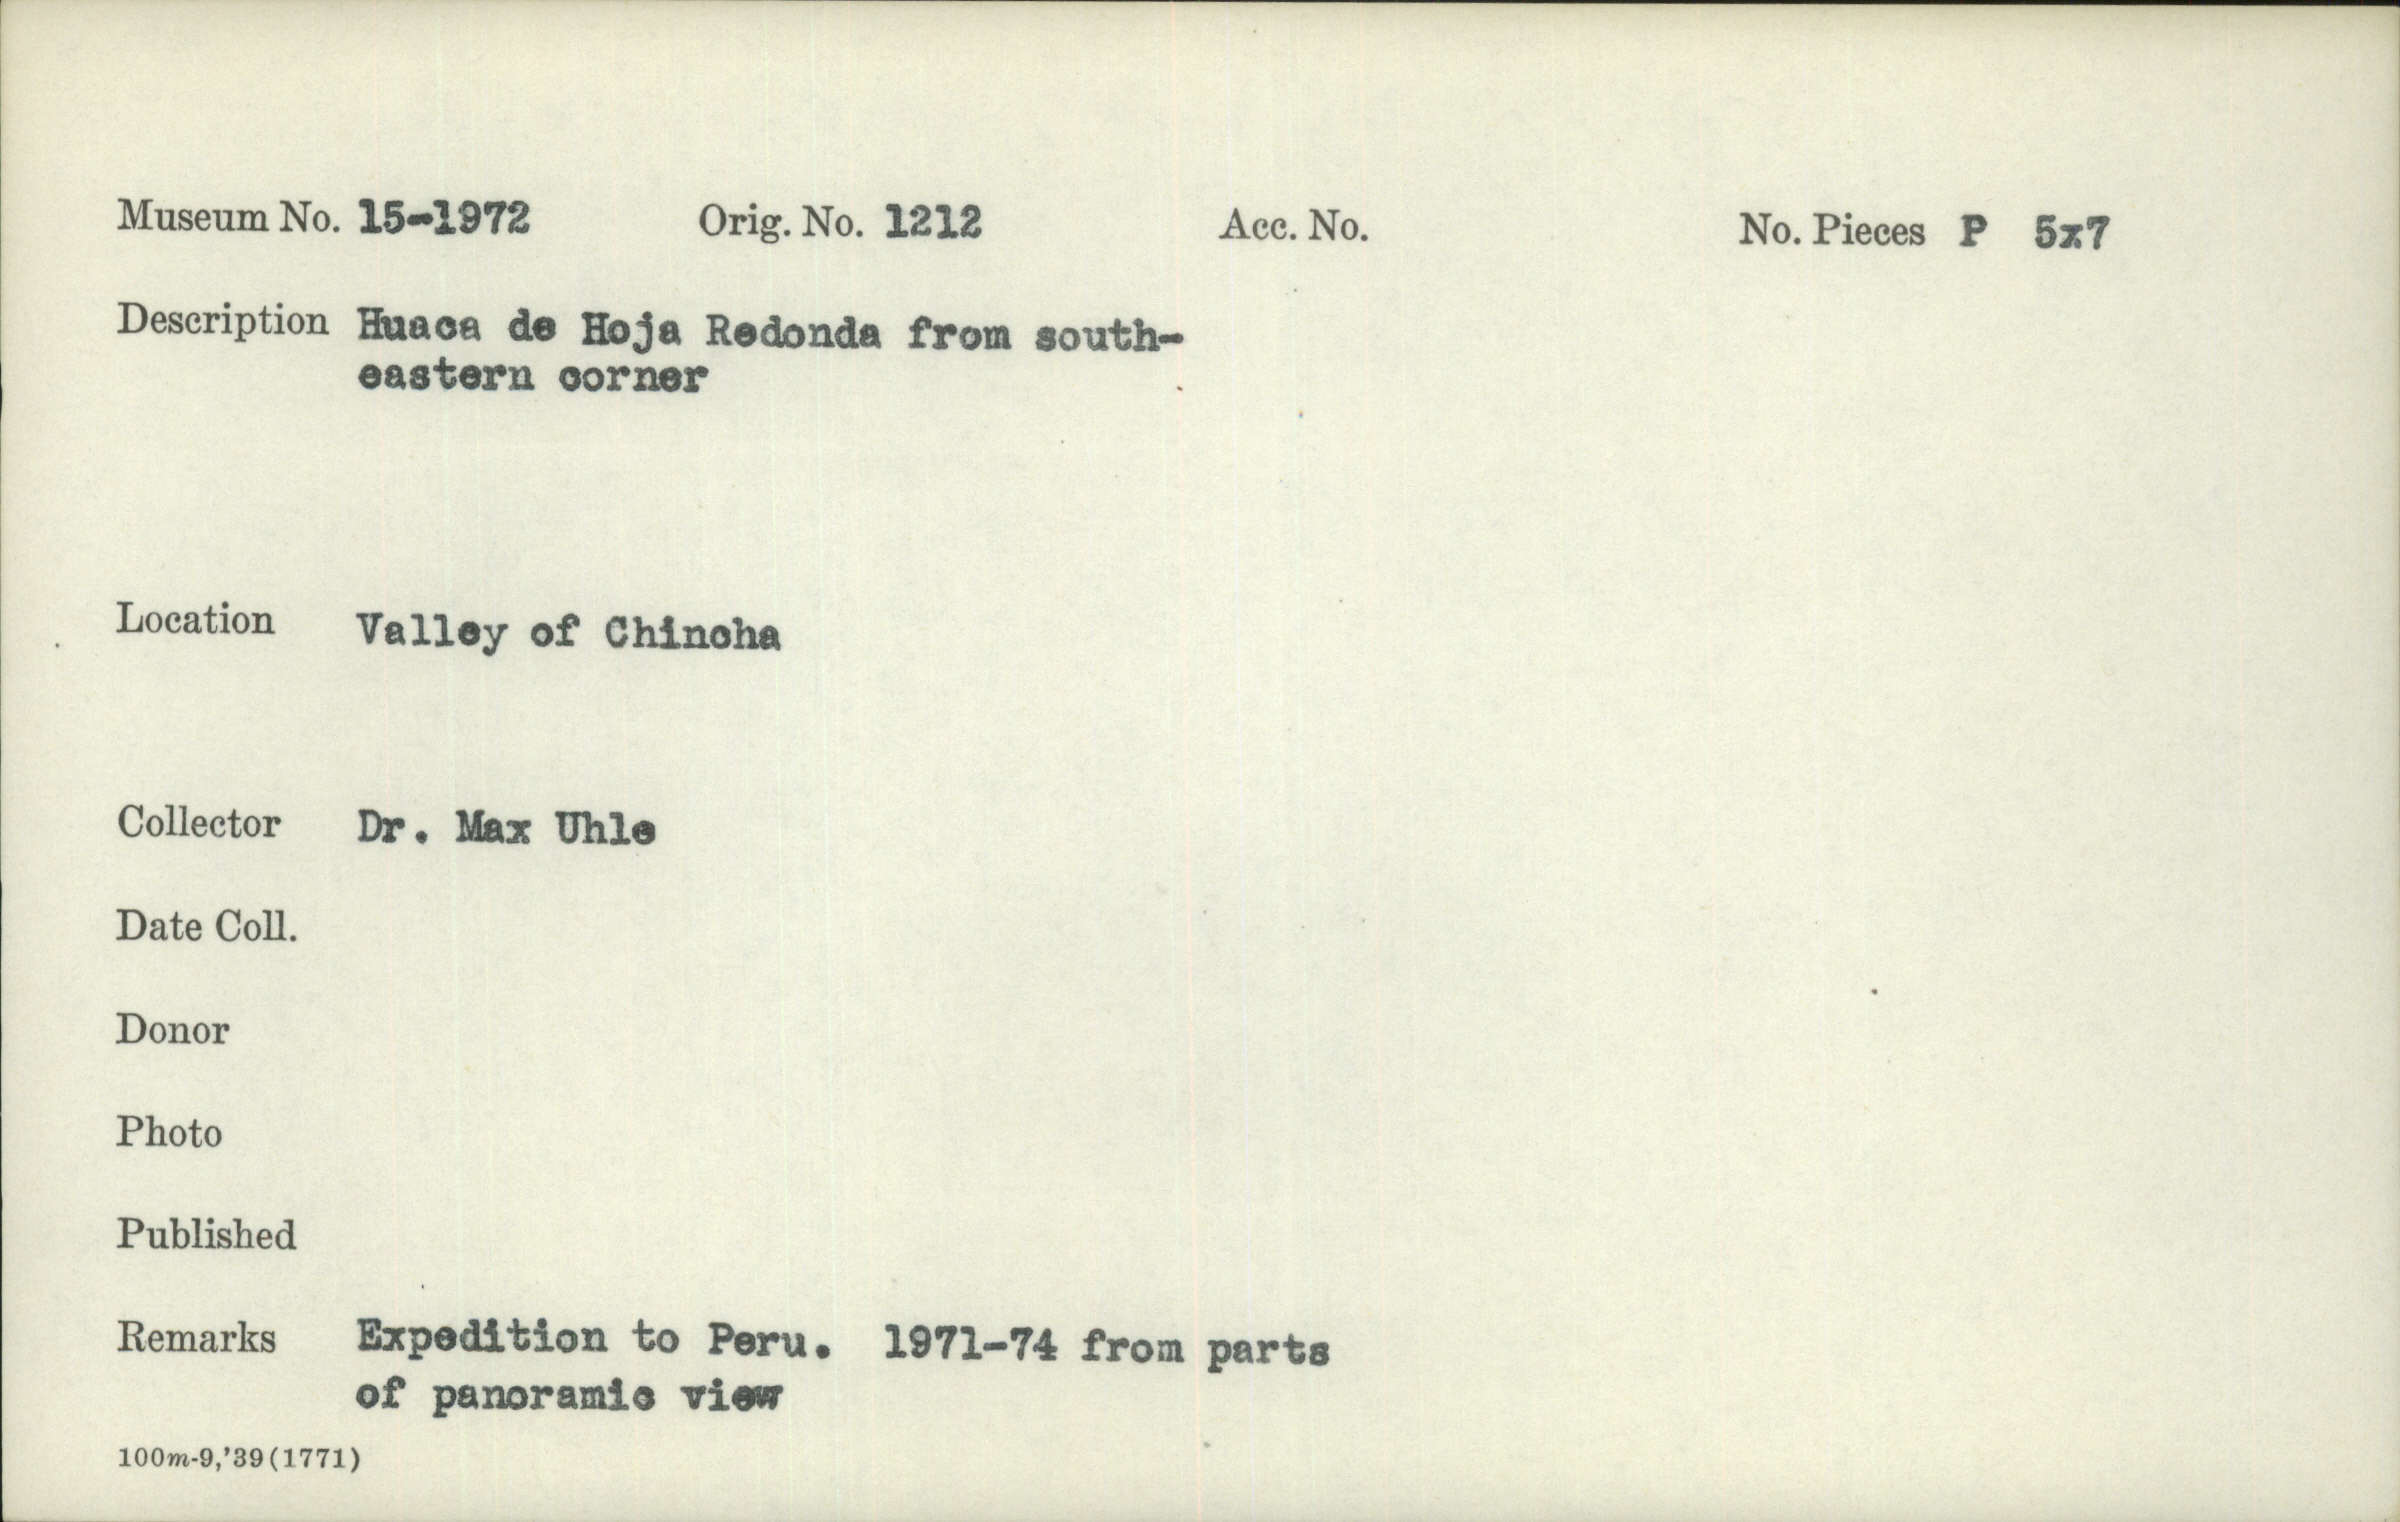 Museum No. 15-1972 Orig. No. 1212 Acc. No. No. Pieces P 5x7
Description Huaca de Hoja Redonda from south-
eastern corner
Location Valley of Chincha
Collector Dr. Max Uhle
Date Coll.
Donor
Photo
Published
Remarks Expedition to Peru. 1971-74 from parts
of panoramic view
100m-9,'39(1771)